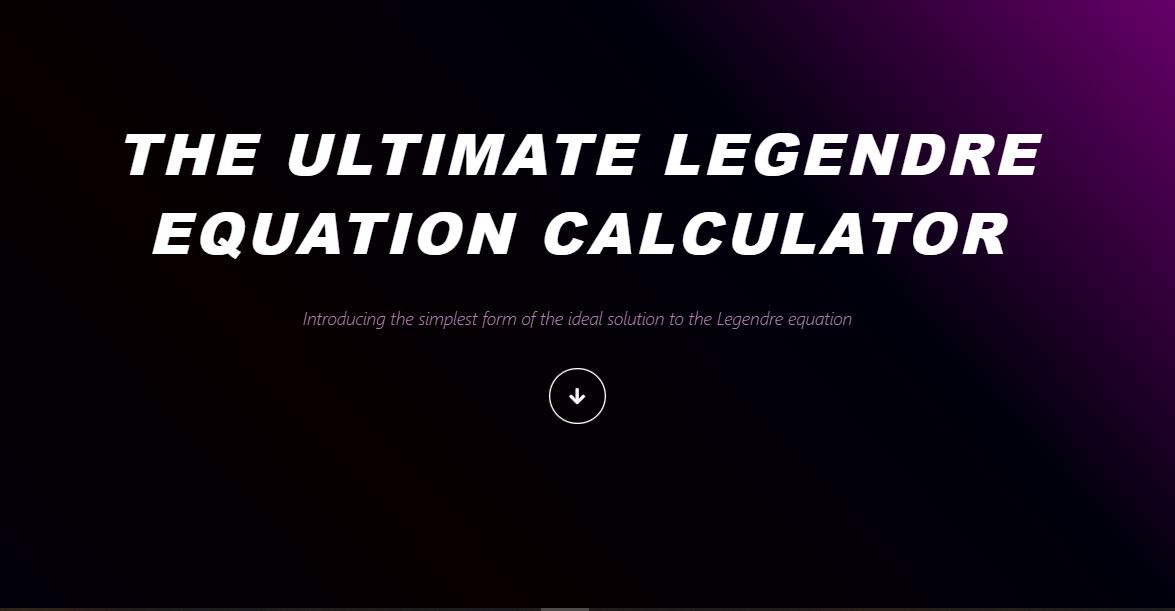 THE ULTIMATE LEGENDRE
EQUATION CALCULATOR
Introducing the simplest form of the ideal solution to the Legendre equation